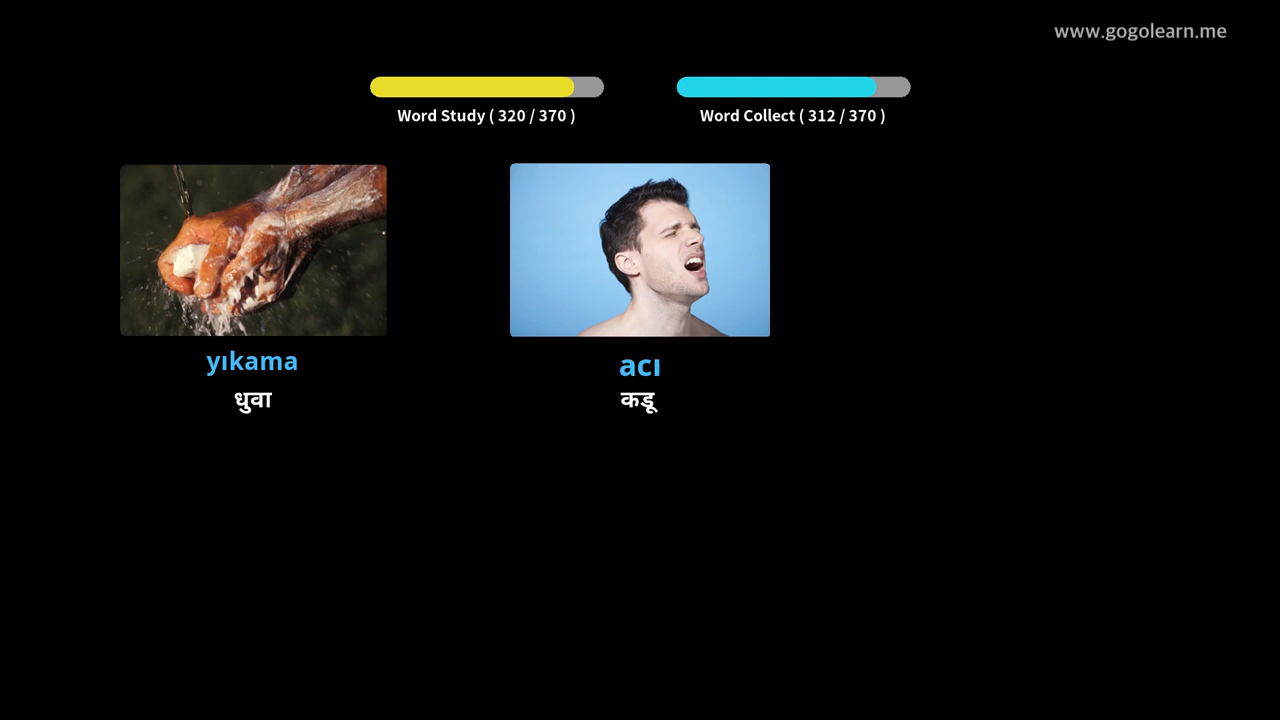 www.gogolearn.me
Word Study ( 320 / 370 )
Word Collect ( 312 / 370 )
yıkama
धुवा
acı
कडू